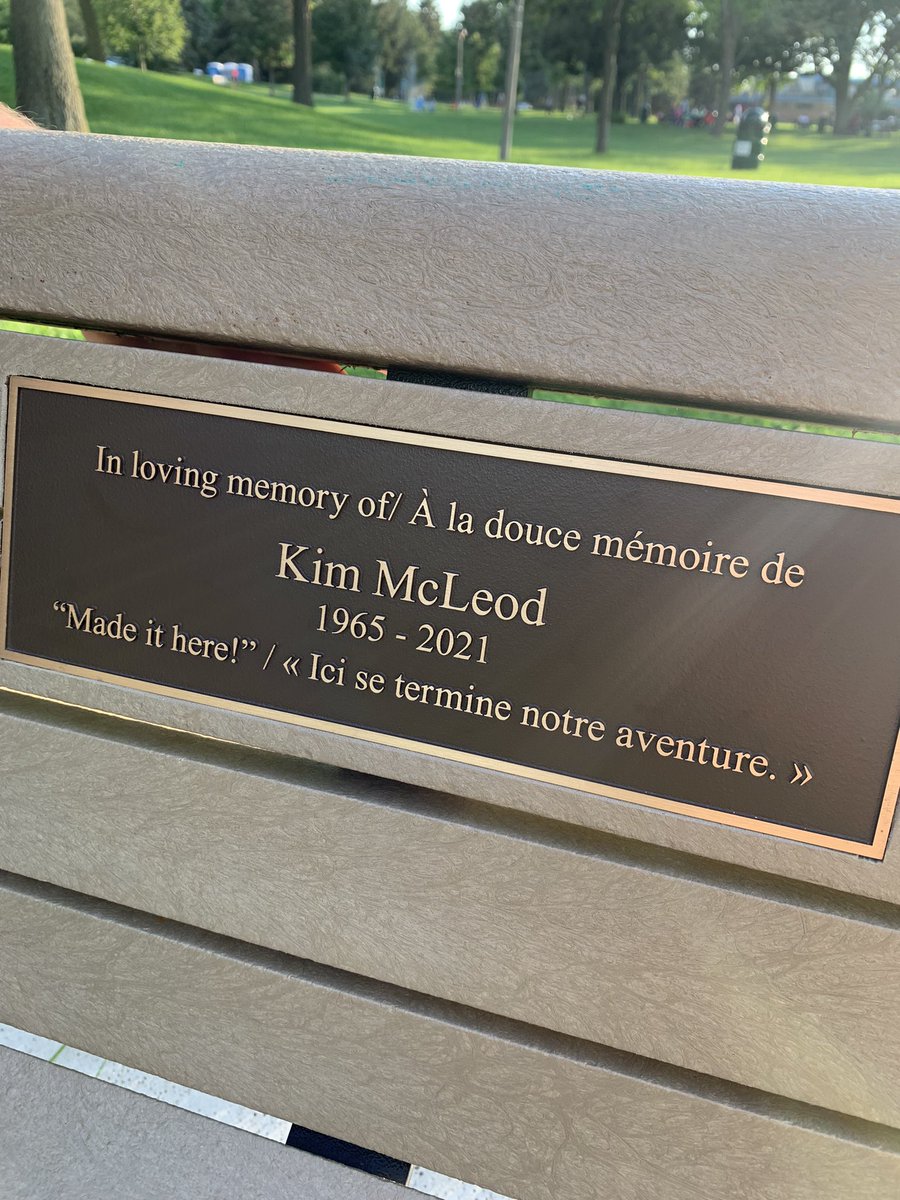 In loving memory of/ À la douce mémoire de
Kim McLeod
1965 - 2021
“Made it here!” / « Ici se termine notre aventure. »